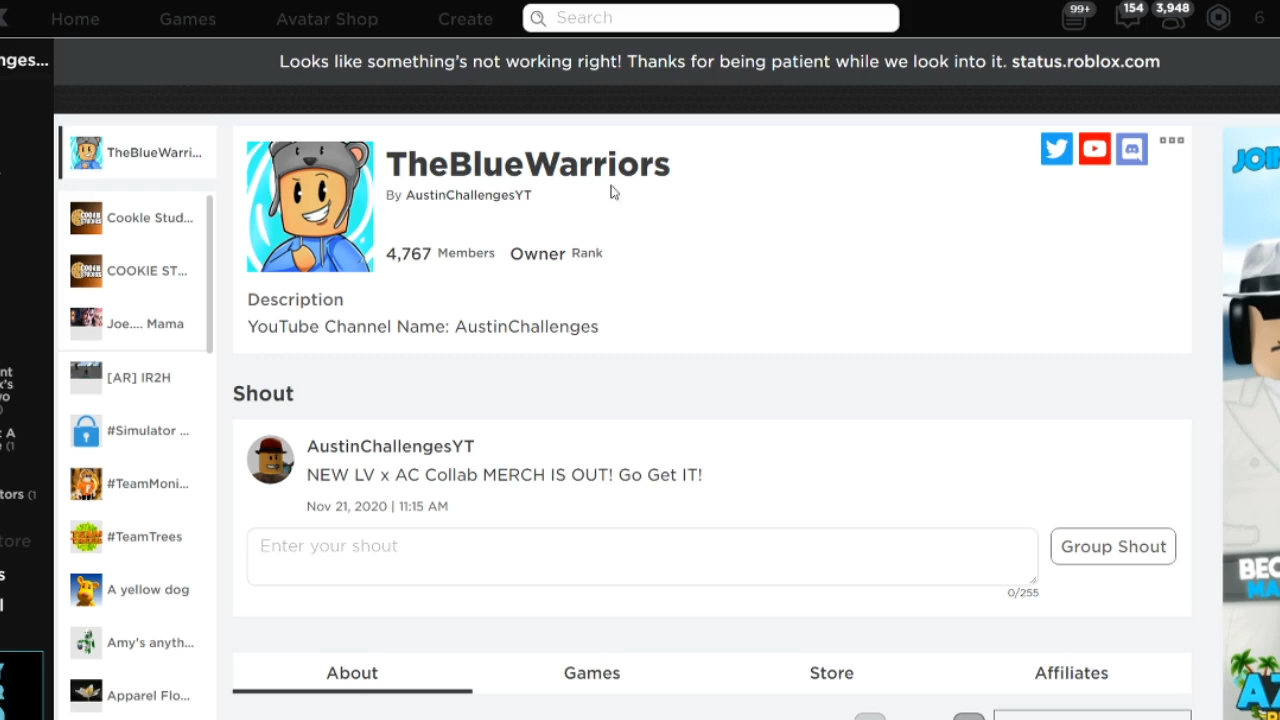 Home Games Avatar Shop Create Search 99+ 154 3,948 6
nges...
Looks like something's not working right! Thanks for being patient while we look into it. status.roblox.com
TheBlueWarri...
Cookle Stud...
COOKIE ST...
Joe.... Mama
[AR] IR2H
#Simulator ...
#TeamMoni...
#TeamTrees
A yellow dog
Amy's anyth...
Apparel Flo...
TheBlueWarriors
By AustinChallengesYT
4,767 Members Owner Rank
Description
YouTube Channel Name: AustinChallenges
Shout
AustinChallengesYT
NEW LV x AC Collab MERCH IS OUT! Go Get IT!
Nov 21, 2020 | 11:15 AM
Enter your shout
Group Shout
0/255
About Games Store Affiliates
JOIN
BEC
MA
AZ